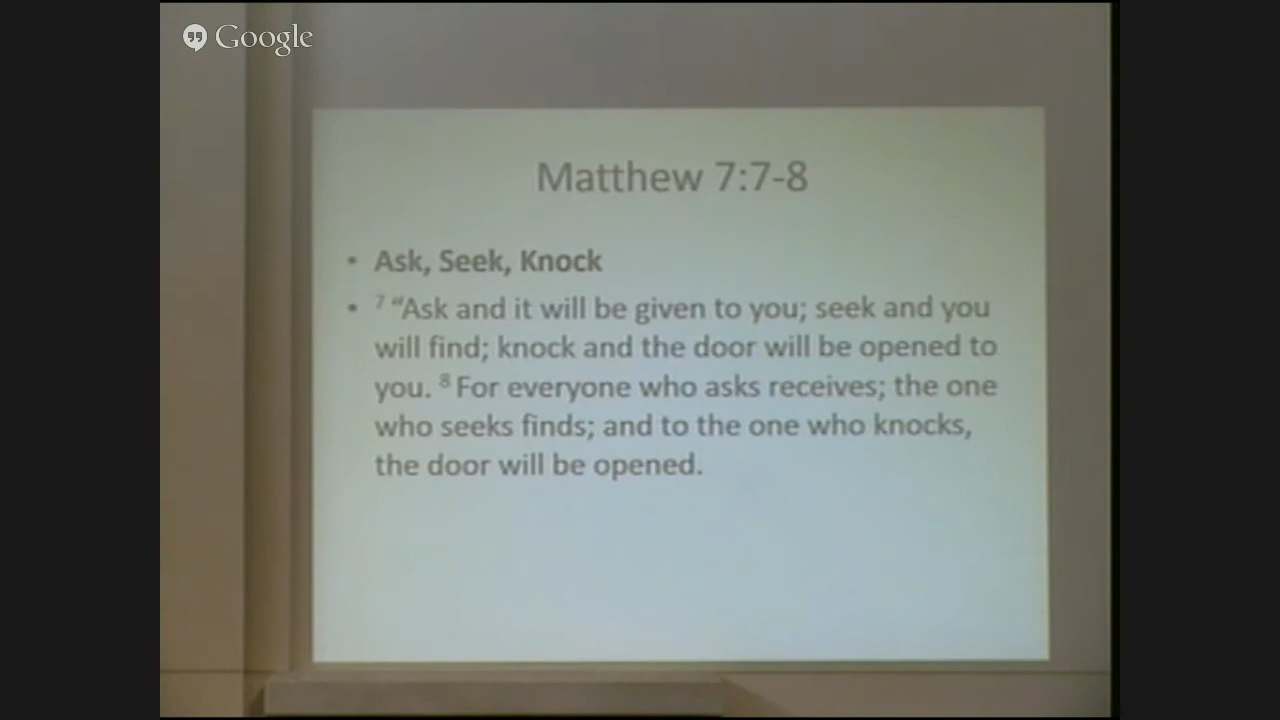 Google
Matthew 7:7-8
• Ask, Seek, Knock
• ⁷ “Ask and it will be given to you; seek and you
will find; knock and the door will be opened to
you. ⁸ For everyone who asks receives; the one
who seeks finds; and to the one who knocks,
the door will be opened.